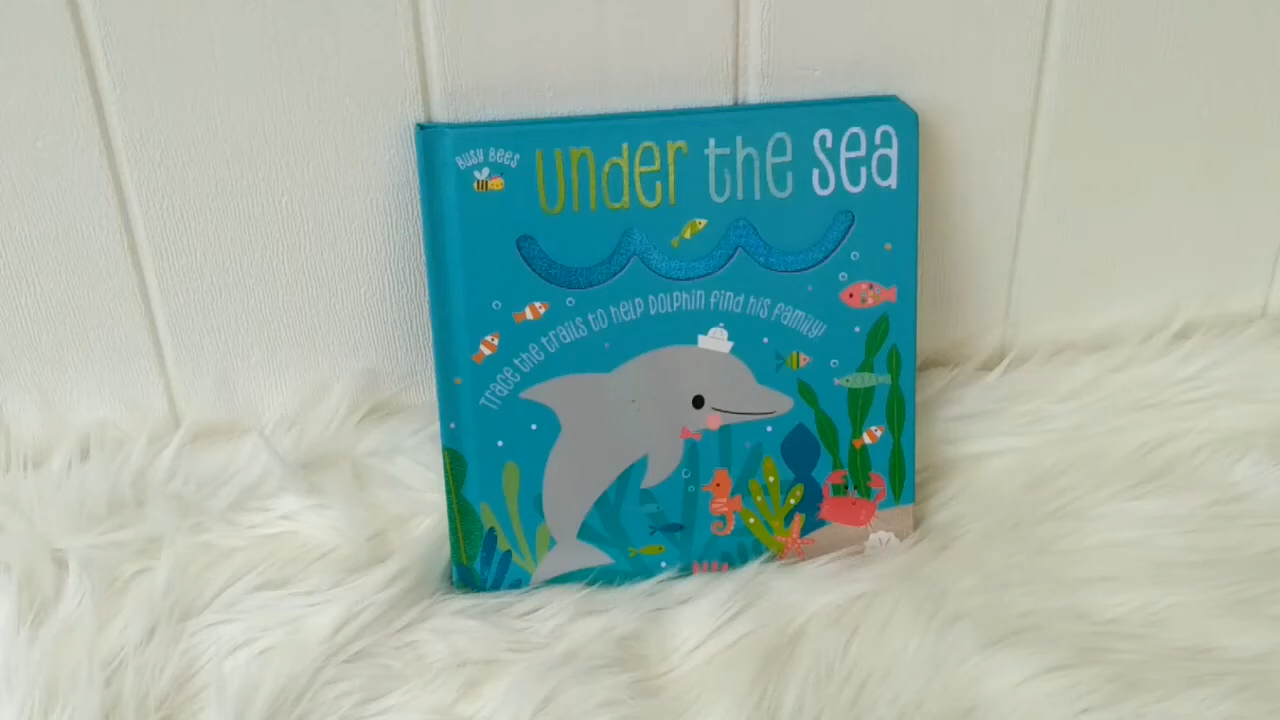 BUSY BEES
under the sea
Trace the trails to help DOLPHIN find his family!